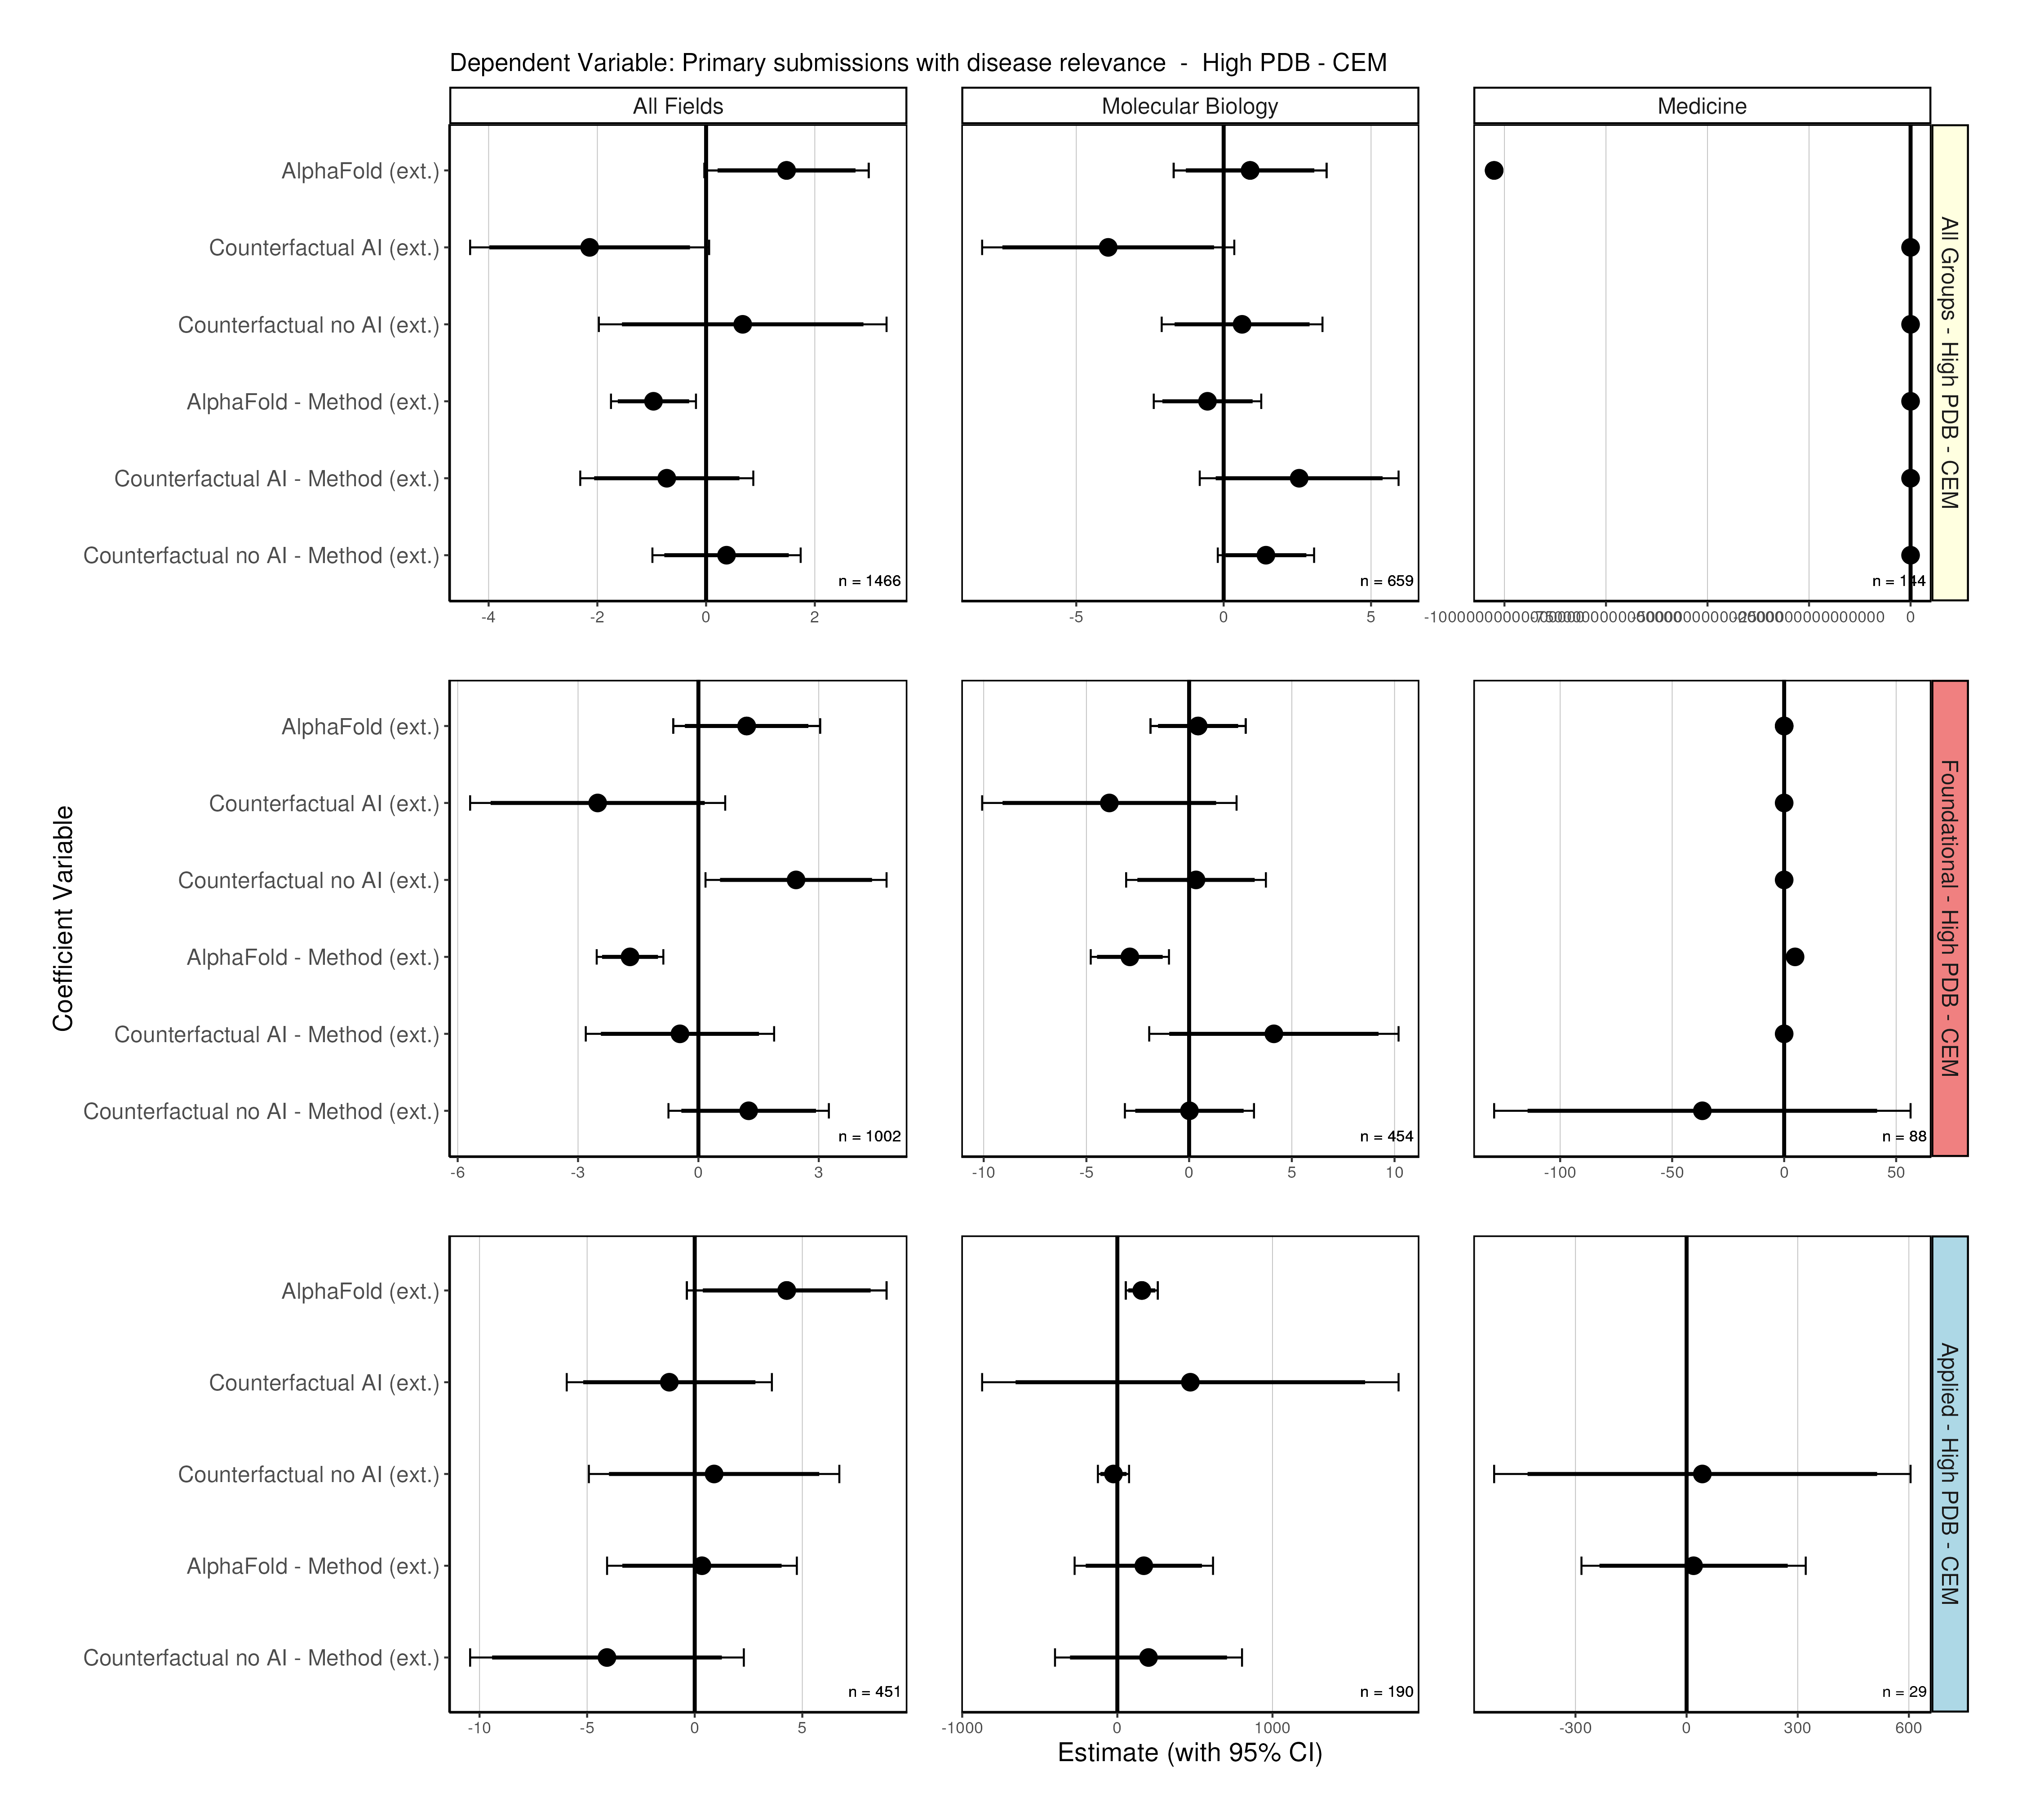 Dependent Variable: Primary submissions with disease relevance - High PDB - CEM
All Fields
Molecular Biology
Medicine
AlphaFold (ext.)
Counterfactual AI (ext.)
Counterfactual no AI (ext.)
AlphaFold - Method (ext.)
Counterfactual AI - Method (ext.)
Counterfactual no AI - Method (ext.)
n = 1466
n = 659
n = 144
-4 -2 0 2
-5 0 5
0
All Groups - High PDB - CEM
AlphaFold (ext.)
Counterfactual AI (ext.)
Counterfactual no AI (ext.)
AlphaFold - Method (ext.)
Counterfactual AI - Method (ext.)
Counterfactual no AI - Method (ext.)
n = 1002
n = 454
n = 88
-6 -3 0 3
-10 -5 0 5 10
-100 -50 0 50
Foundational - High PDB - CEM
Coefficient Variable
AlphaFold (ext.)
Counterfactual AI (ext.)
Counterfactual no AI (ext.)
AlphaFold - Method (ext.)
Counterfactual no AI - Method (ext.)
n = 451
n = 190
n = 29
-10 -5 0 5
-1000 0 1000
-300 0 300 600
Applied - High PDB - CEM
Estimate (with 95% CI)